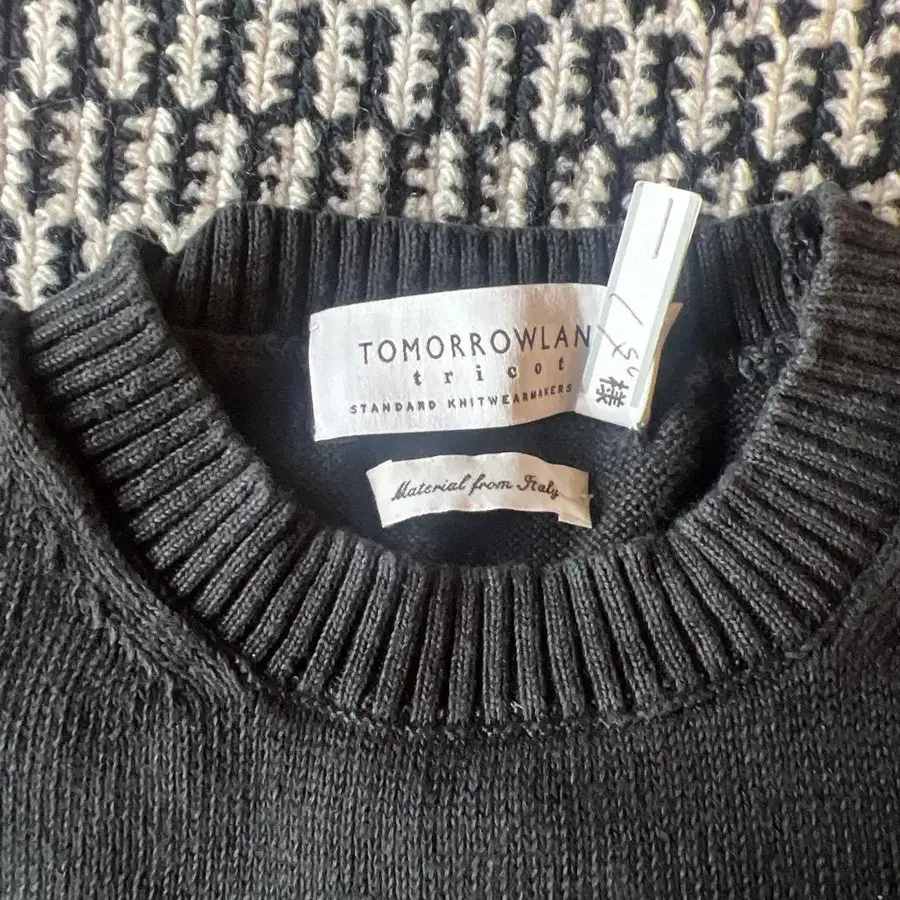 TOMORROWLAN
tricot
STANDARD KNITWEARMAKERS
Material from Italy
様